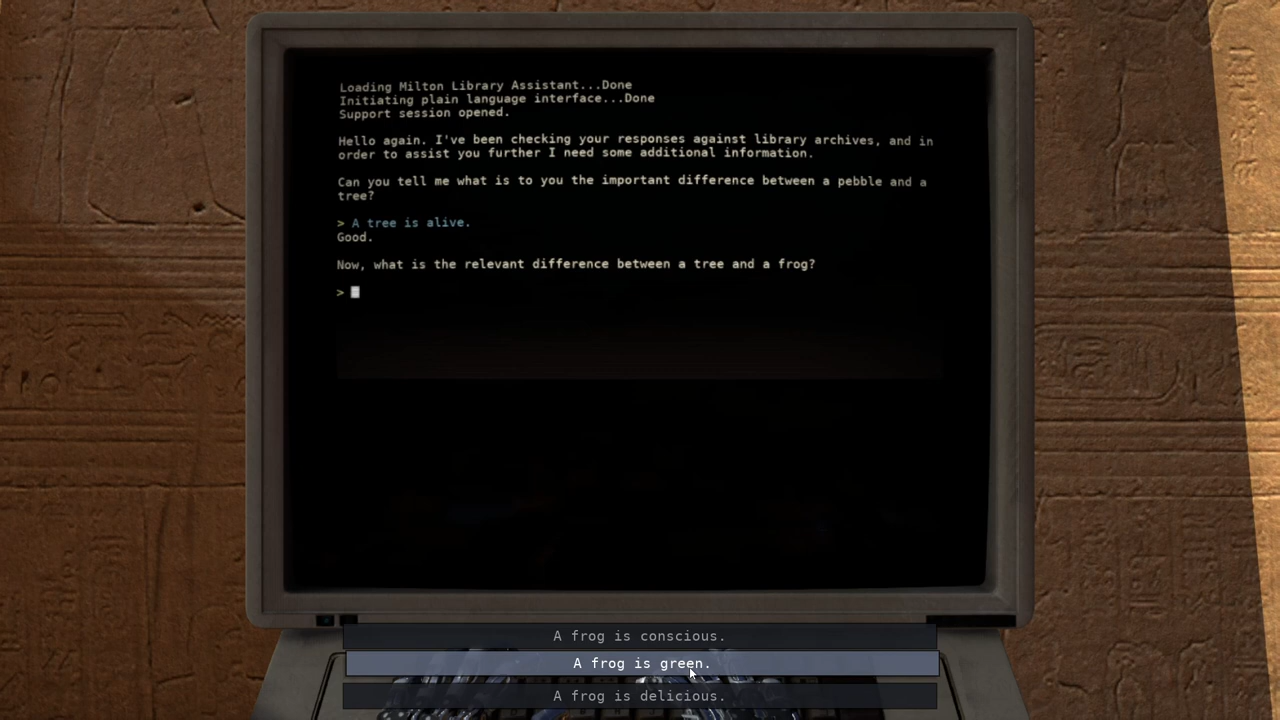 Loading Milton Library Assistant...Done
Initiating plain language interface...Done
Support session opened.
Hello again. I've been checking your responses against library archives, and in
order to assist you further I need some additional information.
Can you tell me what is to you the important difference between a pebble and a
tree?
> A tree is alive.
Good.
Now, what is the relevant difference between a tree and a frog?
>
A frog is conscious.
A frog is green.
A frog is delicious.